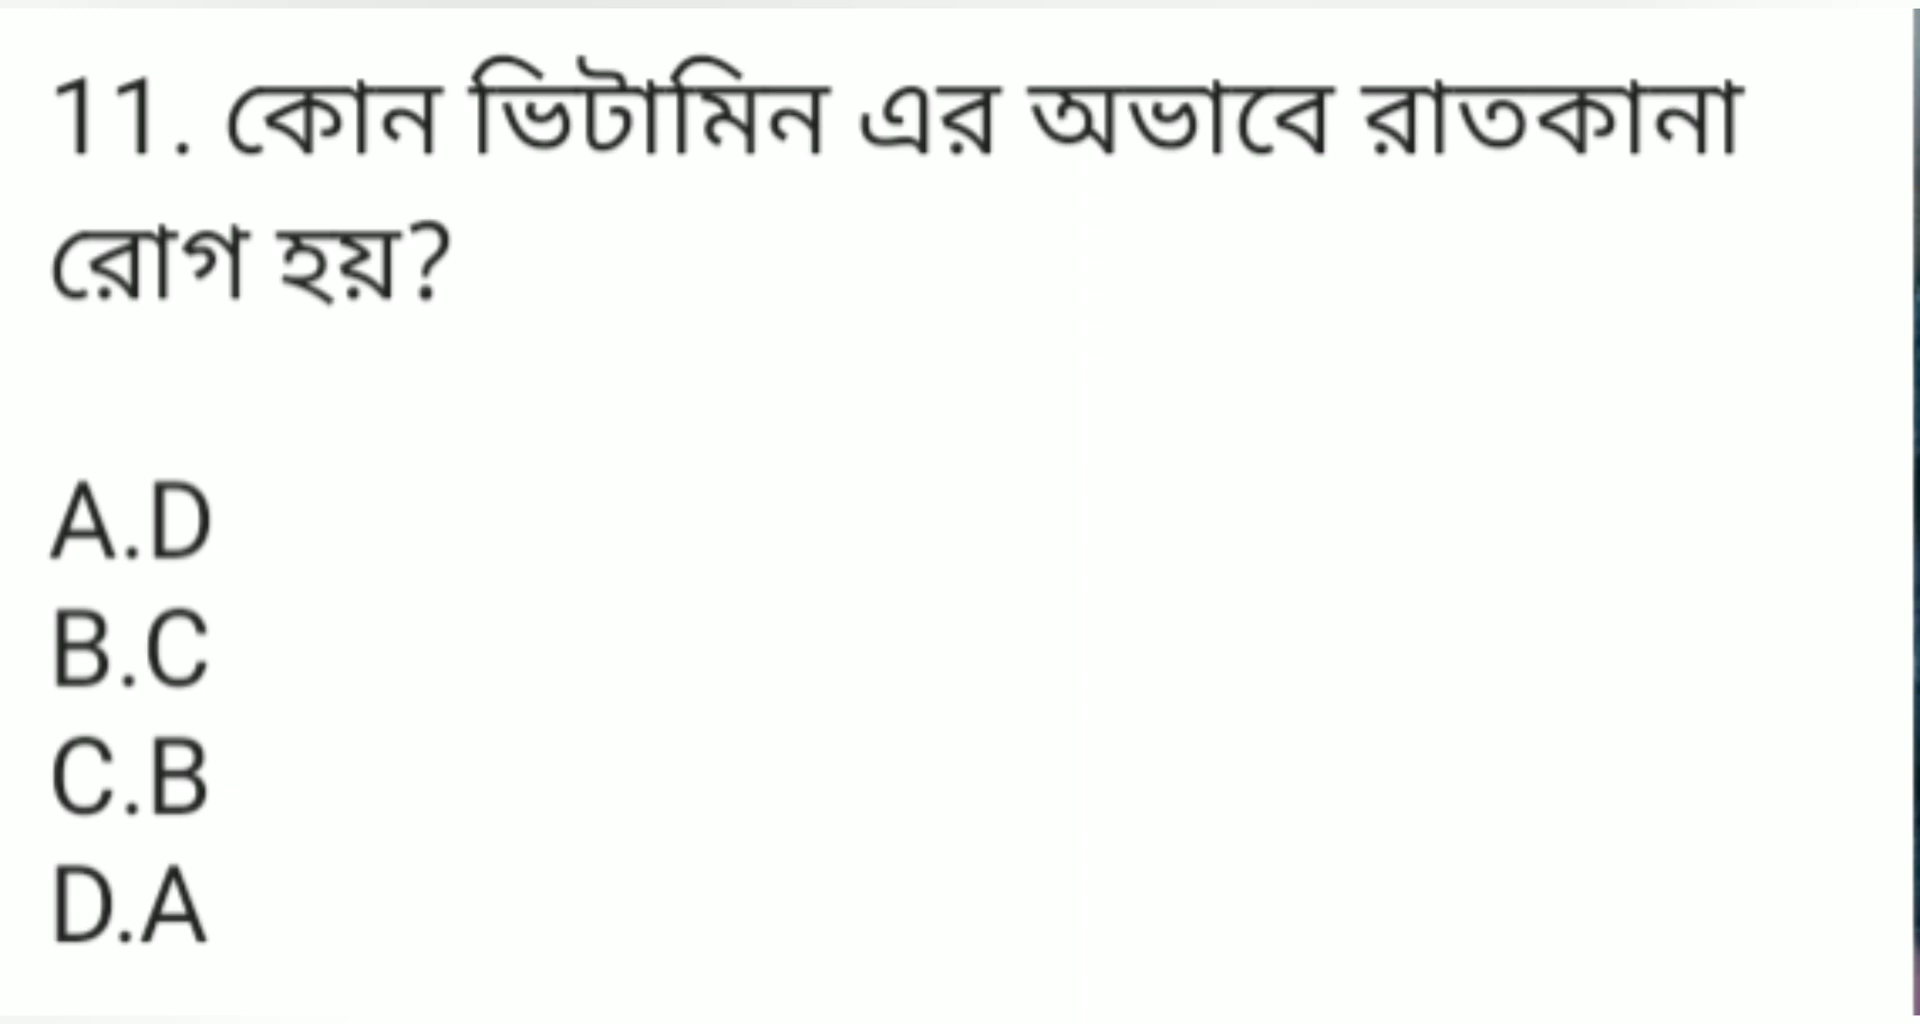 11. কোন ভিটামিন এর অভাবে রাতকানা
রোগ হয়?
A.D
B.C
C.B
D.A